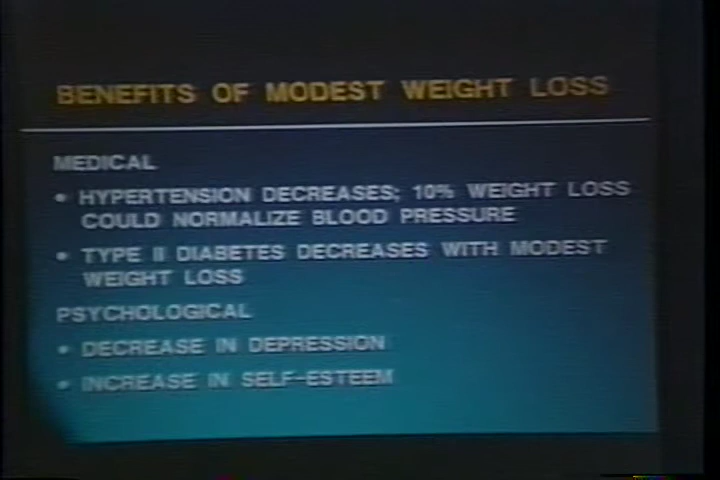 BENEFITS OF MODEST WEIGHT LOSS
MEDICAL
• HYPERTENSION DECREASES; 10% WEIGHT LOSS
COULD NORMALIZE BLOOD PRESSURE
• TYPE II DIABETES DECREASES WITH MODEST
WEIGHT LOSS
PSYCHOLOGICAL
• DECREASE IN DEPRESSION
• INCREASE IN SELF-ESTEEM